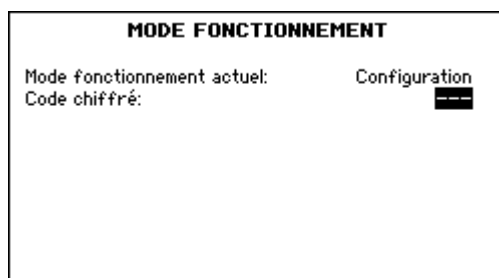 MODE FONCTIONNEMENT
Mode fonctionnement actuel: Configuration
Code chiffré: ---